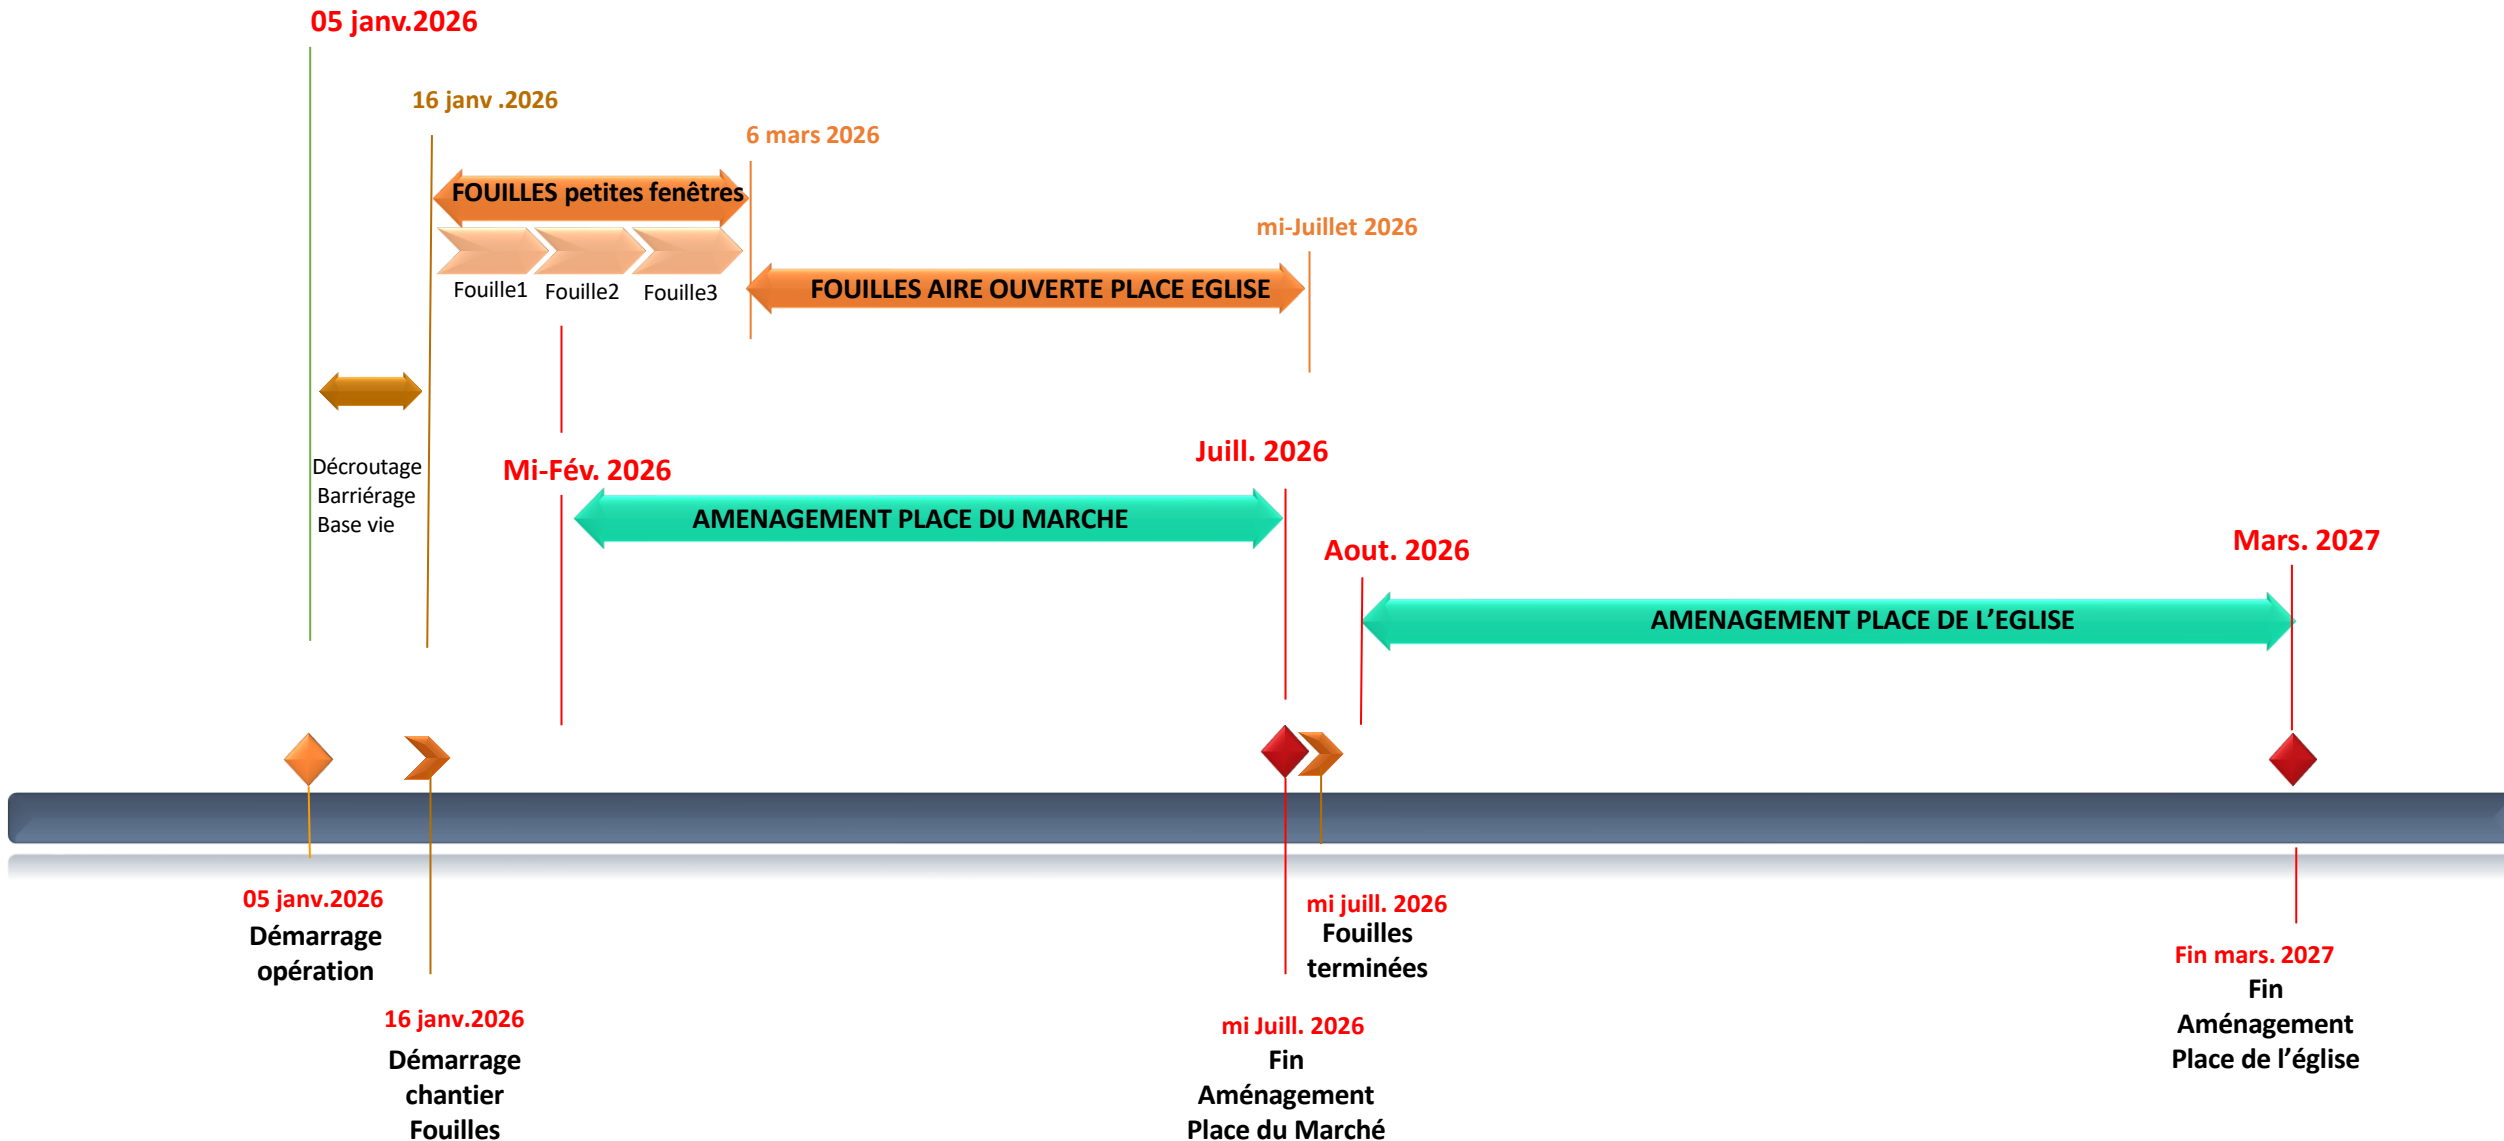 05 janv.2026
16 janv .2026
6 mars 2026
FOUILLES petites fenêtres
mi-Juillet 2026
Fouille1
Fouille2
Fouille3
FOUILLES AIRE OUVERTE PLACE EGLISE
Décroutage
Barriérage
Base vie
Mi-Fév. 2026
Juill. 2026
AMENAGEMENT PLACE DU MARCHE
Aout. 2026
Mars. 2027
AMENAGEMENT PLACE DE L’EGLISE
05 janv.2026
Démarrage
opération
16 janv.2026
Démarrage
chantier
Fouilles
mi juill. 2026
Fouilles
terminées
mi Juill. 2026
Fin
Aménagement
Place du Marché
Fin mars. 2027
Fin
Aménagement
Place de l’église